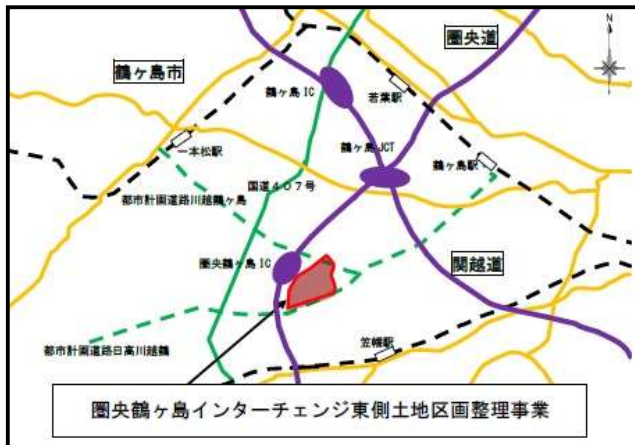 N
圏央道
鶴ヶ島市
鶴ヶ島 IC
若葉駅
一本松駅
鶴ヶ島 JCT
鶴ヶ島駅
国道407号
都市計画道路川越鶴ヶ島
圏央鶴ヶ島 IC
関越道
都市計画道路日高川越鶴
笠幡駅
圏央鶴ヶ島インターチェンジ東側土地区画整理事業